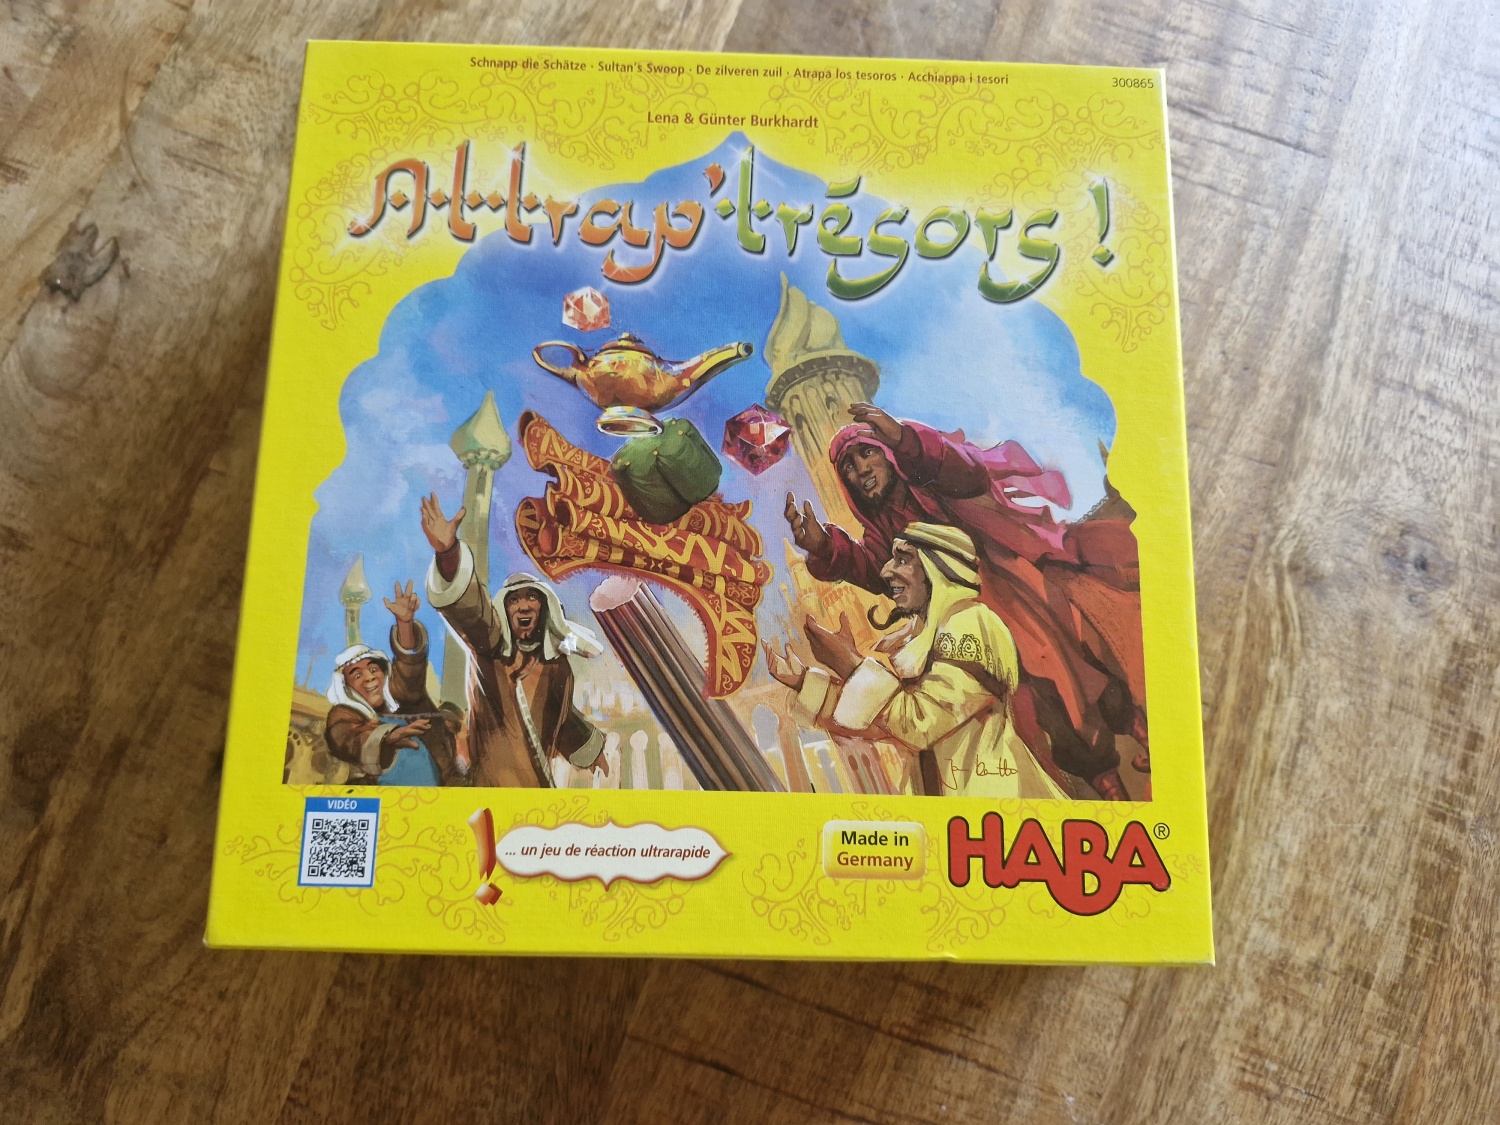 Schnapp die Schätze · Sultan's Swoop · De zilveren zuil · Atrapa los tesoros · Acchiappa i tesori
300865
Lena & Günter Burkhardt
Attrap'trésors !
VIDÉO
... un jeu de réaction ultrarapide
Made in
Germany
HABA®